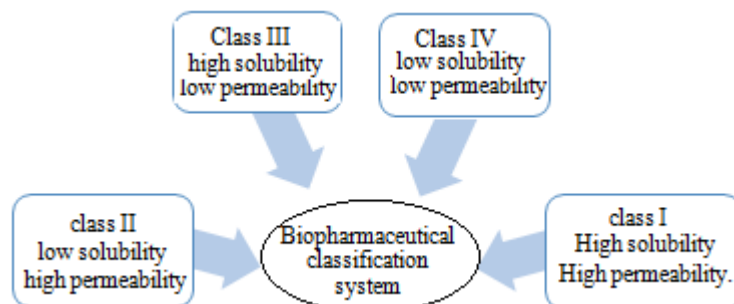 Class III
high solubility
low permeability
Class IV
low solubility
low permeability
class II
low solubility
high permeability
Biopharmaceutical
classification
system
class I
High solubility
High permeability.